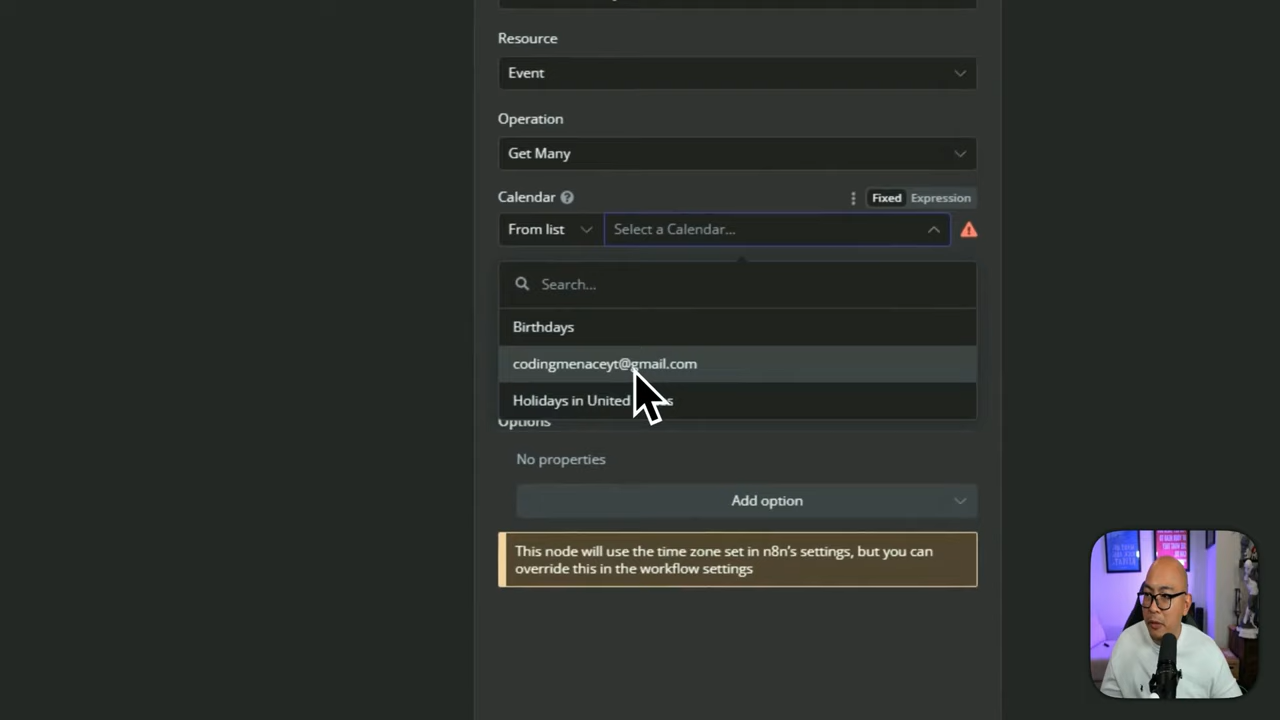 Resource
Event
Operation
Get Many
Calendar
Fixed Expression
From list
Select a Calendar...
Search...
Birthdays
codingmenaceyt@gmail.com
Holidays in United
Options
No properties
Add option
This node will use the time zone set in n8n's settings, but you can
override this in the workflow settings